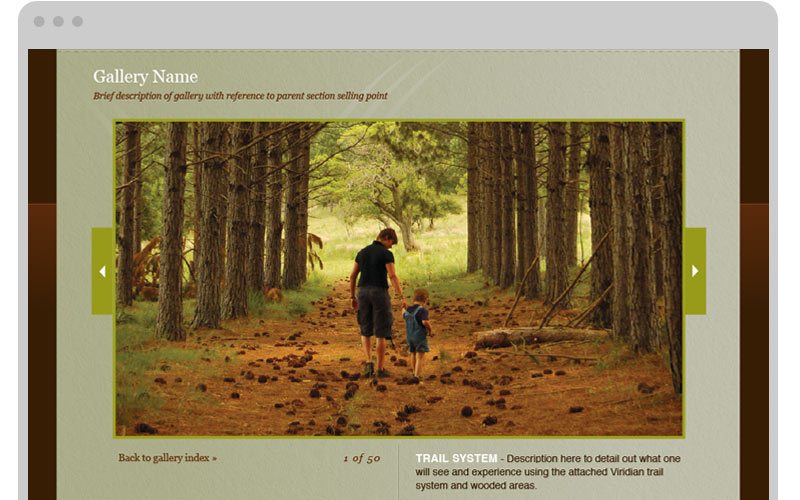 Gallery Name
Brief description of gallery with reference to parent section selling point
Back to gallery index »
1 of 50
TRAIL SYSTEM - Description here to detail out what one
will see and experience using the attached Viridian trail
system and wooded areas.